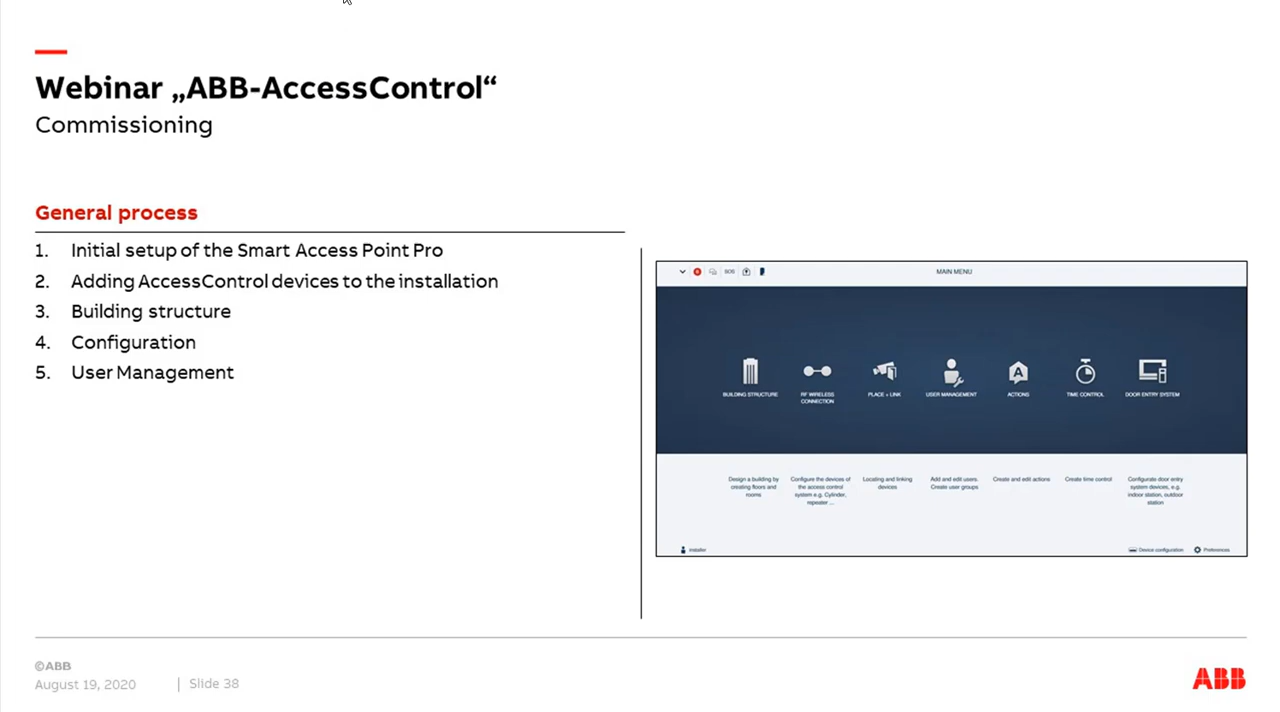 Webinar „ABB-AccessControl“
Commissioning
General process
1. Initial setup of the Smart Access Point Pro
2. Adding AccessControl devices to the installation
3. Building structure
4. Configuration
5. User Management
SOS
MAIN MENU
BUILDING STRUCTURE
RF WIRELESS
CONNECTION
PLACE + LINK
USER MANAGEMENT
ACTIONS
TIME CONTROL
DOOR ENTRY SYSTEM
Design a building by
creating floors and
rooms
Configure the devices of
the access control
system e.g. Cylinder,
repeater ...
Locating and linking
devices
Add and edit users.
Create user groups
Create and edit actions
Create time control
Configurate door entry
system devices, e.g.
indoor station, outdoor
station
installer
Device configuration
Preferences
©ABB
August 19, 2020 | Slide 38
ABB